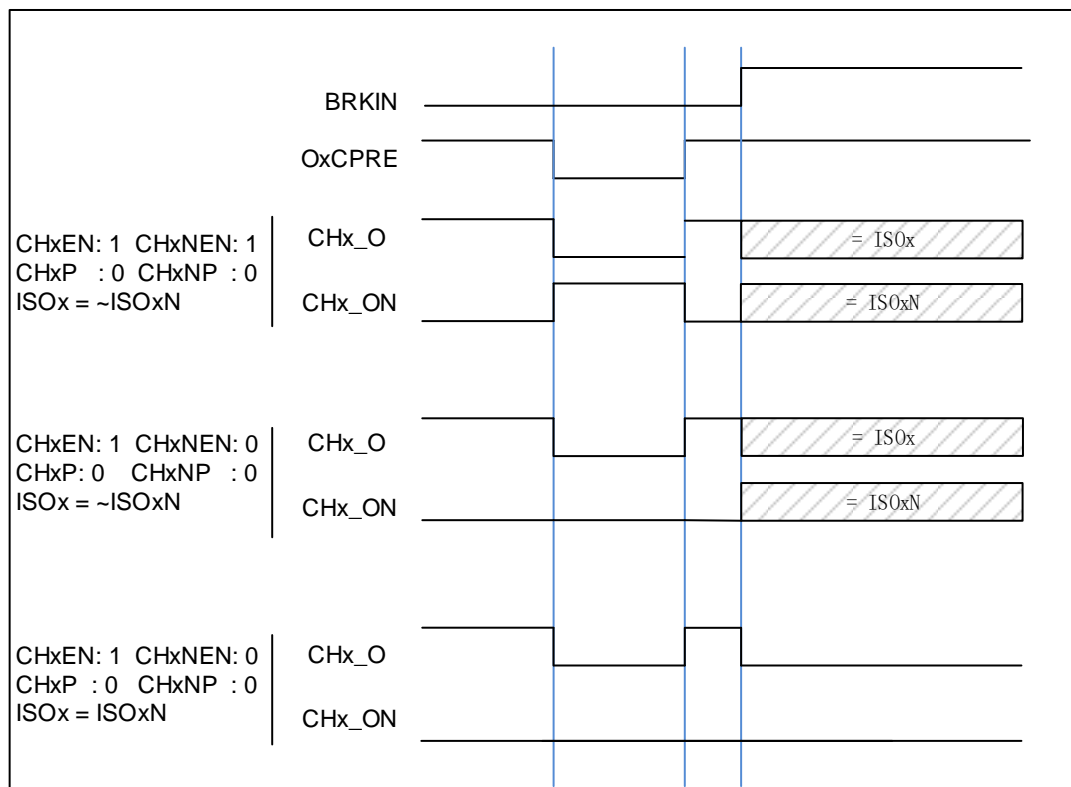 BRKIN
OxCPRE
CHxEN: 1 CHxNEN: 1
CHxP : 0 CHxNP : 0
ISOx = ~ISOxN
CHx_O
= ISOx
CHx_ON
= ISOxN
CHxEN: 1 CHxNEN: 0
CHxP: 0 CHxNP : 0
ISOx = ~ISOxN
CHx_O
= ISOx
CHx_ON
= ISOxN
CHxEN: 1 CHxNEN: 0
CHxP : 0 CHxNP : 0
ISOx = ISOxN
CHx_O
CHx_ON